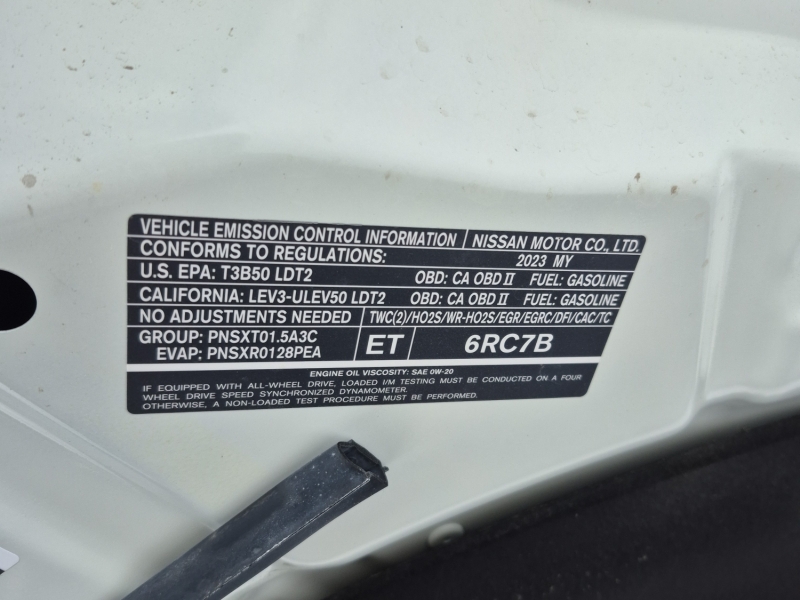 VEHICLE EMISSION CONTROL INFORMATION NISSAN MOTOR CO., LTD.
CONFORMS TO REGULATIONS: 2023 MY
U.S. EPA: T3B50 LDT2 OBD: CA OBD II FUEL: GASOLINE
CALIFORNIA: LEV3-ULEV50 LDT2 OBD: CA OBD II FUEL: GASOLINE
NO ADJUSTMENTS NEEDED TWC(2)/HO2S/WR-HO2S/EGR/EGRC/DFI/CAC/TC
GROUP: PNSXT01.5A3C
EVAP: PNSXR0128PEA
ET 6RC7B
ENGINE OIL VISCOSITY: SAE 0W-20
IF EQUIPPED WITH ALL-WHEEL DRIVE, LOADED I/M TESTING MUST BE CONDUCTED ON A FOUR
WHEEL DRIVE SPEED SYNCHRONIZED DYNAMOMETER.
OTHERWISE, A NON-LOADED TEST PROCEDURE MUST BE PERFORMED.